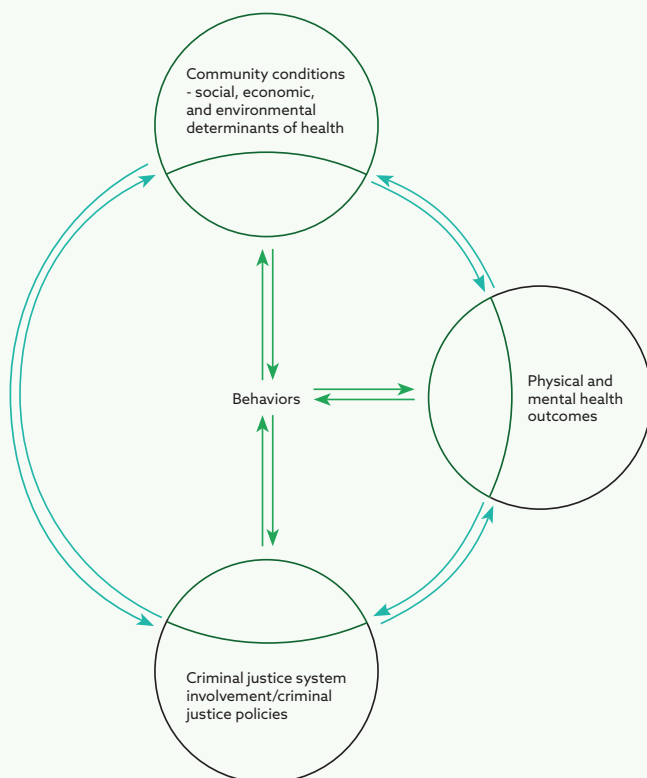 Community conditions
- social, economic,
and environmental
determinants of health
Behaviors
Physical and
mental health
outcomes
Criminal justice system
involvement/criminal
justice policies